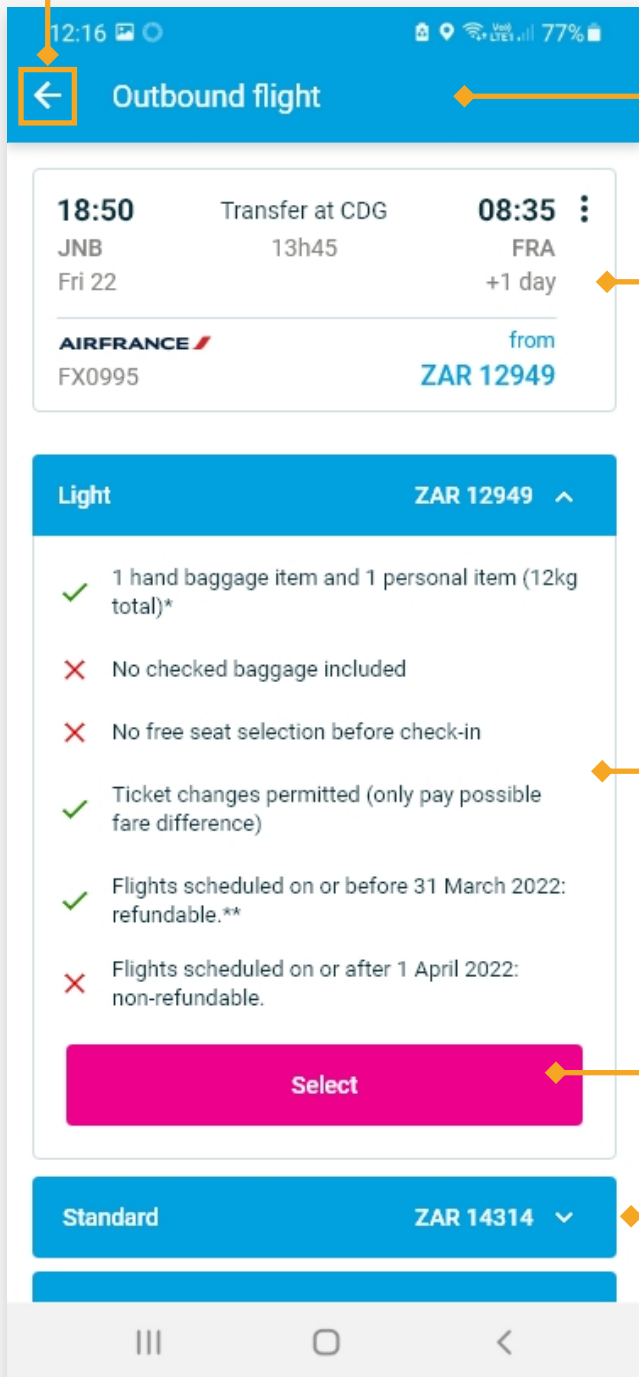 12:16 77%
Outbound flight
18:50 Transfer at CDG 08:35
JNB 13h45 FRA
Fri 22 +1 day
AIRFRANCE from
FX0995 ZAR 12949
Light ZAR 12949
1 hand baggage item and 1 personal item (12kg
total)*
No checked baggage included
No free seat selection before check-in
Ticket changes permitted (only pay possible
fare difference)
Flights scheduled on or before 31 March 2022:
refundable.**
Flights scheduled on or after 1 April 2022:
non-refundable.
Select
Standard ZAR 14314